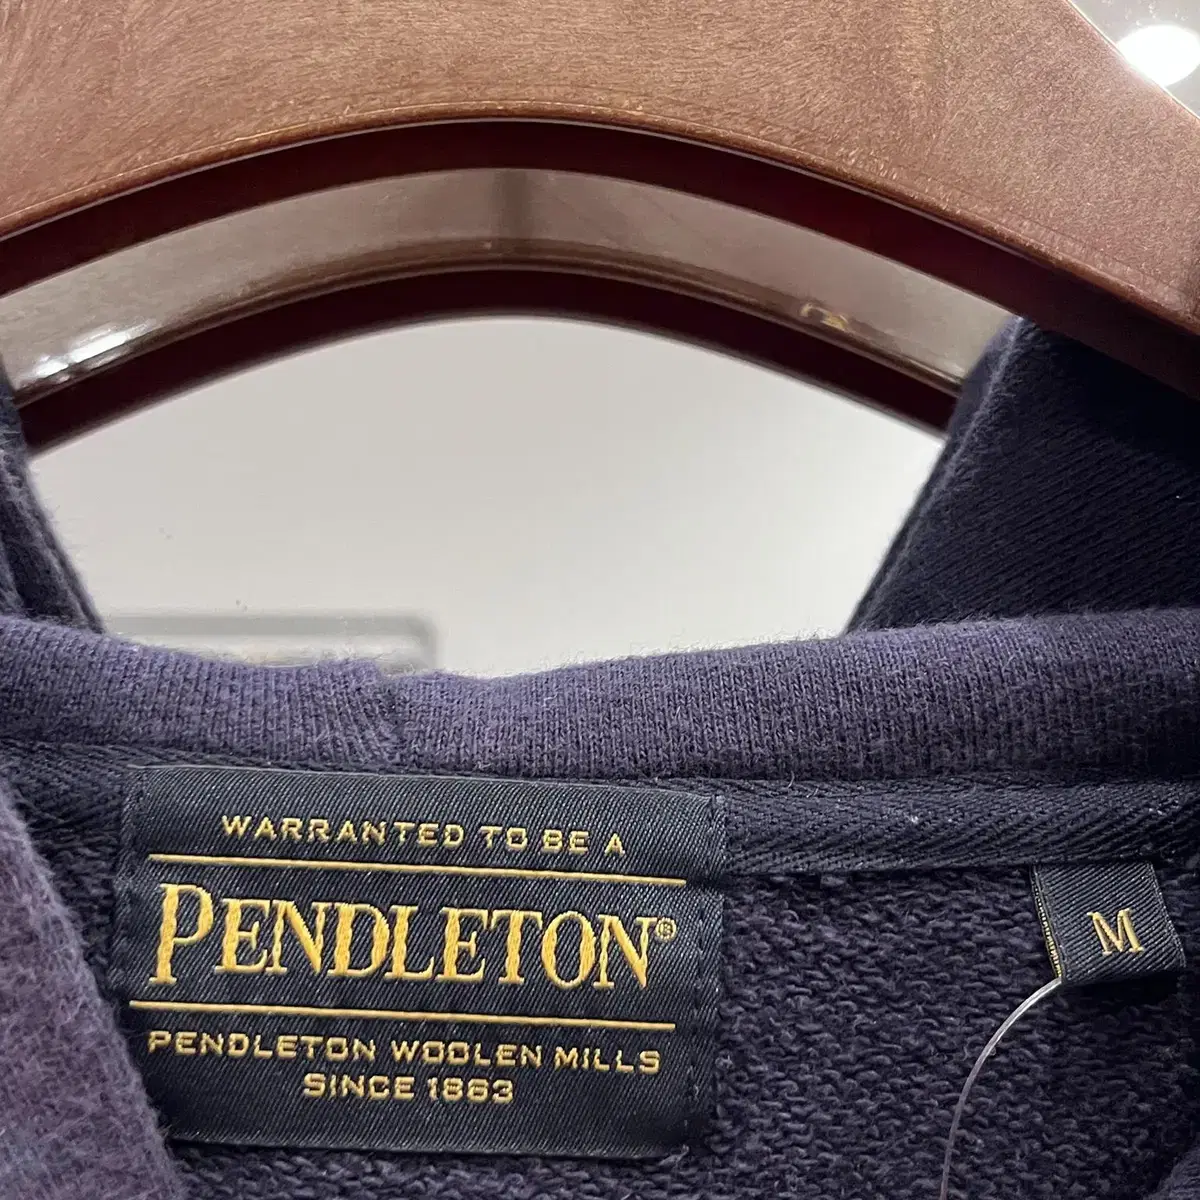 WARRANTED TO BE A
PENDLETON®
PENDLETON WOOLEN MILLS
SINCE 1863
M